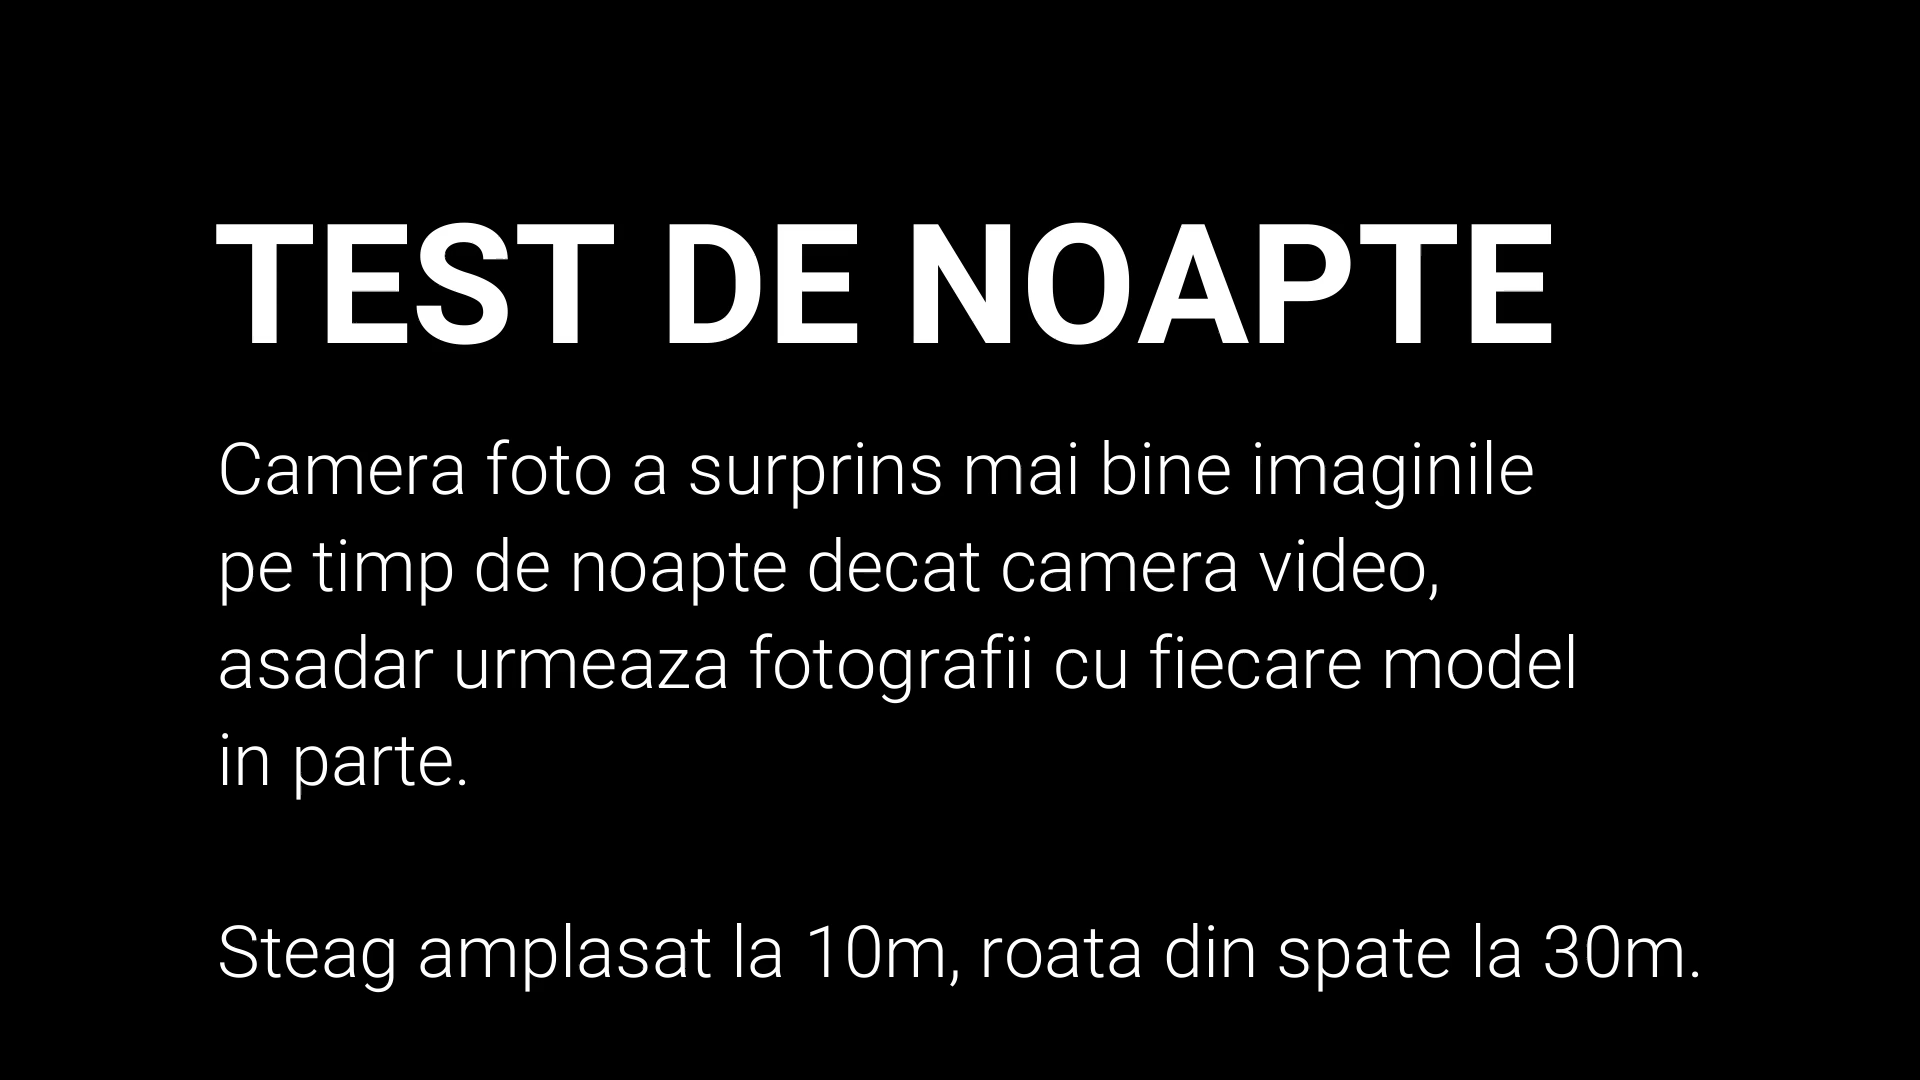 TEST DE NOAPTE
Camera foto a surprins mai bine imaginile
pe timp de noapte decat camera video,
asadar urmeaza fotografii cu fiecare model
in parte.
Steag amplasat la 10m, roata din spate la 30m.